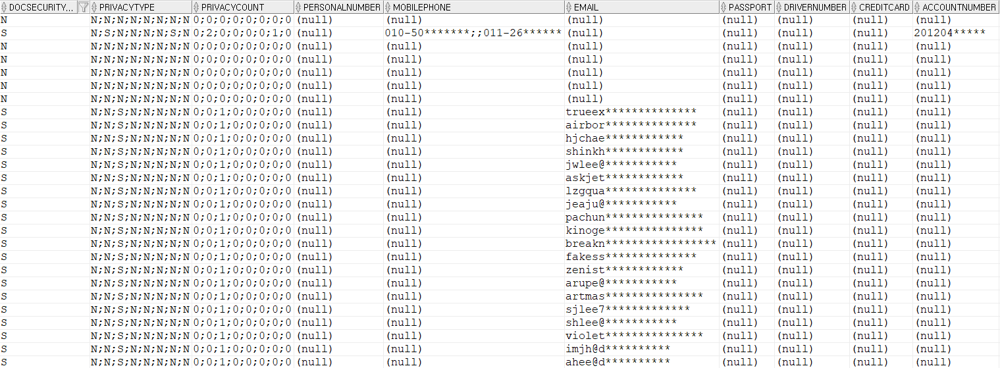 DOCSECURITY... PRIVACYTYPE PRIVACYCOUNT PERSONALNUMBER MOBILEPHONE EMAIL PASSPORT DRIVERNUMBER CREDITCARD ACCOUNTNUMBER
N N;N;N;N;N;N;N;N 0;0;0;0;0;0;0;0 (null) (null) (null) (null) (null) (null) (null)
S N;S;N;N;N;N;S;N 0;2;0;0;0;0;1;0 (null) 010-50*******;;011-26****** (null) (null) (null) (null) 201204*****
N N;N;N;N;N;N;N;N 0;0;0;0;0;0;0;0 (null) (null) (null) (null) (null) (null) (null)
N N;N;N;N;N;N;N;N 0;0;0;0;0;0;0;0 (null) (null) (null) (null) (null) (null) (null)
N N;N;N;N;N;N;N;N 0;0;0;0;0;0;0;0 (null) (null) (null) (null) (null) (null) (null)
N N;N;N;N;N;N;N;N 0;0;0;0;0;0;0;0 (null) (null) (null) (null) (null) (null) (null)
N N;N;N;N;N;N;N;N 0;0;0;0;0;0;0;0 (null) (null) (null) (null) (null) (null) (null)
S N;N;S;N;N;N;N;N 0;0;1;0;0;0;0;0 (null) (null) trueex************** (null) (null) (null) (null)
S N;N;S;N;N;N;N;N 0;0;1;0;0;0;0;0 (null) (null) airbor************** (null) (null) (null) (null)
S N;N;S;N;N;N;N;N 0;0;1;0;0;0;0;0 (null) (null) hjchae************ (null) (null) (null) (null)
S N;N;S;N;N;N;N;N 0;0;1;0;0;0;0;0 (null) (null) shinkh************ (null) (null) (null) (null)
S N;N;S;N;N;N;N;N 0;0;1;0;0;0;0;0 (null) (null) jwlee@*********** (null) (null) (null) (null)
S N;N;S;N;N;N;N;N 0;0;1;0;0;0;0;0 (null) (null) askjet************ (null) (null) (null) (null)
S N;N;S;N;N;N;N;N 0;0;1;0;0;0;0;0 (null) (null) lzgqua************** (null) (null) (null) (null)
S N;N;S;N;N;N;N;N 0;0;1;0;0;0;0;0 (null) (null) jeaju@*********** (null) (null) (null) (null)
S N;N;S;N;N;N;N;N 0;0;1;0;0;0;0;0 (null) (null) pachun*************** (null) (null) (null) (null)
S N;N;S;N;N;N;N;N 0;0;1;0;0;0;0;0 (null) (null) kinoge*************** (null) (null) (null) (null)
S N;N;S;N;N;N;N;N 0;0;1;0;0;0;0;0 (null) (null) breakn***************** (null) (null) (null) (null)
S N;N;S;N;N;N;N;N 0;0;1;0;0;0;0;0 (null) (null) fakess************** (null) (null) (null) (null)
S N;N;S;N;N;N;N;N 0;0;1;0;0;0;0;0 (null) (null) zenist************ (null) (null) (null) (null)
S N;N;S;N;N;N;N;N 0;0;1;0;0;0;0;0 (null) (null) arupe@*********** (null) (null) (null) (null)
S N;N;S;N;N;N;N;N 0;0;1;0;0;0;0;0 (null) (null) artmas*************** (null) (null) (null) (null)
S N;N;S;N;N;N;N;N 0;0;1;0;0;0;0;0 (null) (null) sjlee7************* (null) (null) (null) (null)
S N;N;S;N;N;N;N;N 0;0;1;0;0;0;0;0 (null) (null) shlee@*********** (null) (null) (null) (null)
S N;N;S;N;N;N;N;N 0;0;1;0;0;0;0;0 (null) (null) violet*************** (null) (null) (null) (null)
S N;N;S;N;N;N;N;N 0;0;1;0;0;0;0;0 (null) (null) imjh@d********** (null) (null) (null) (null)
S N;N;S;N;N;N;N;N 0;0;1;0;0;0;0;0 (null) (null) ahee@d********** (null) (null) (null) (null)